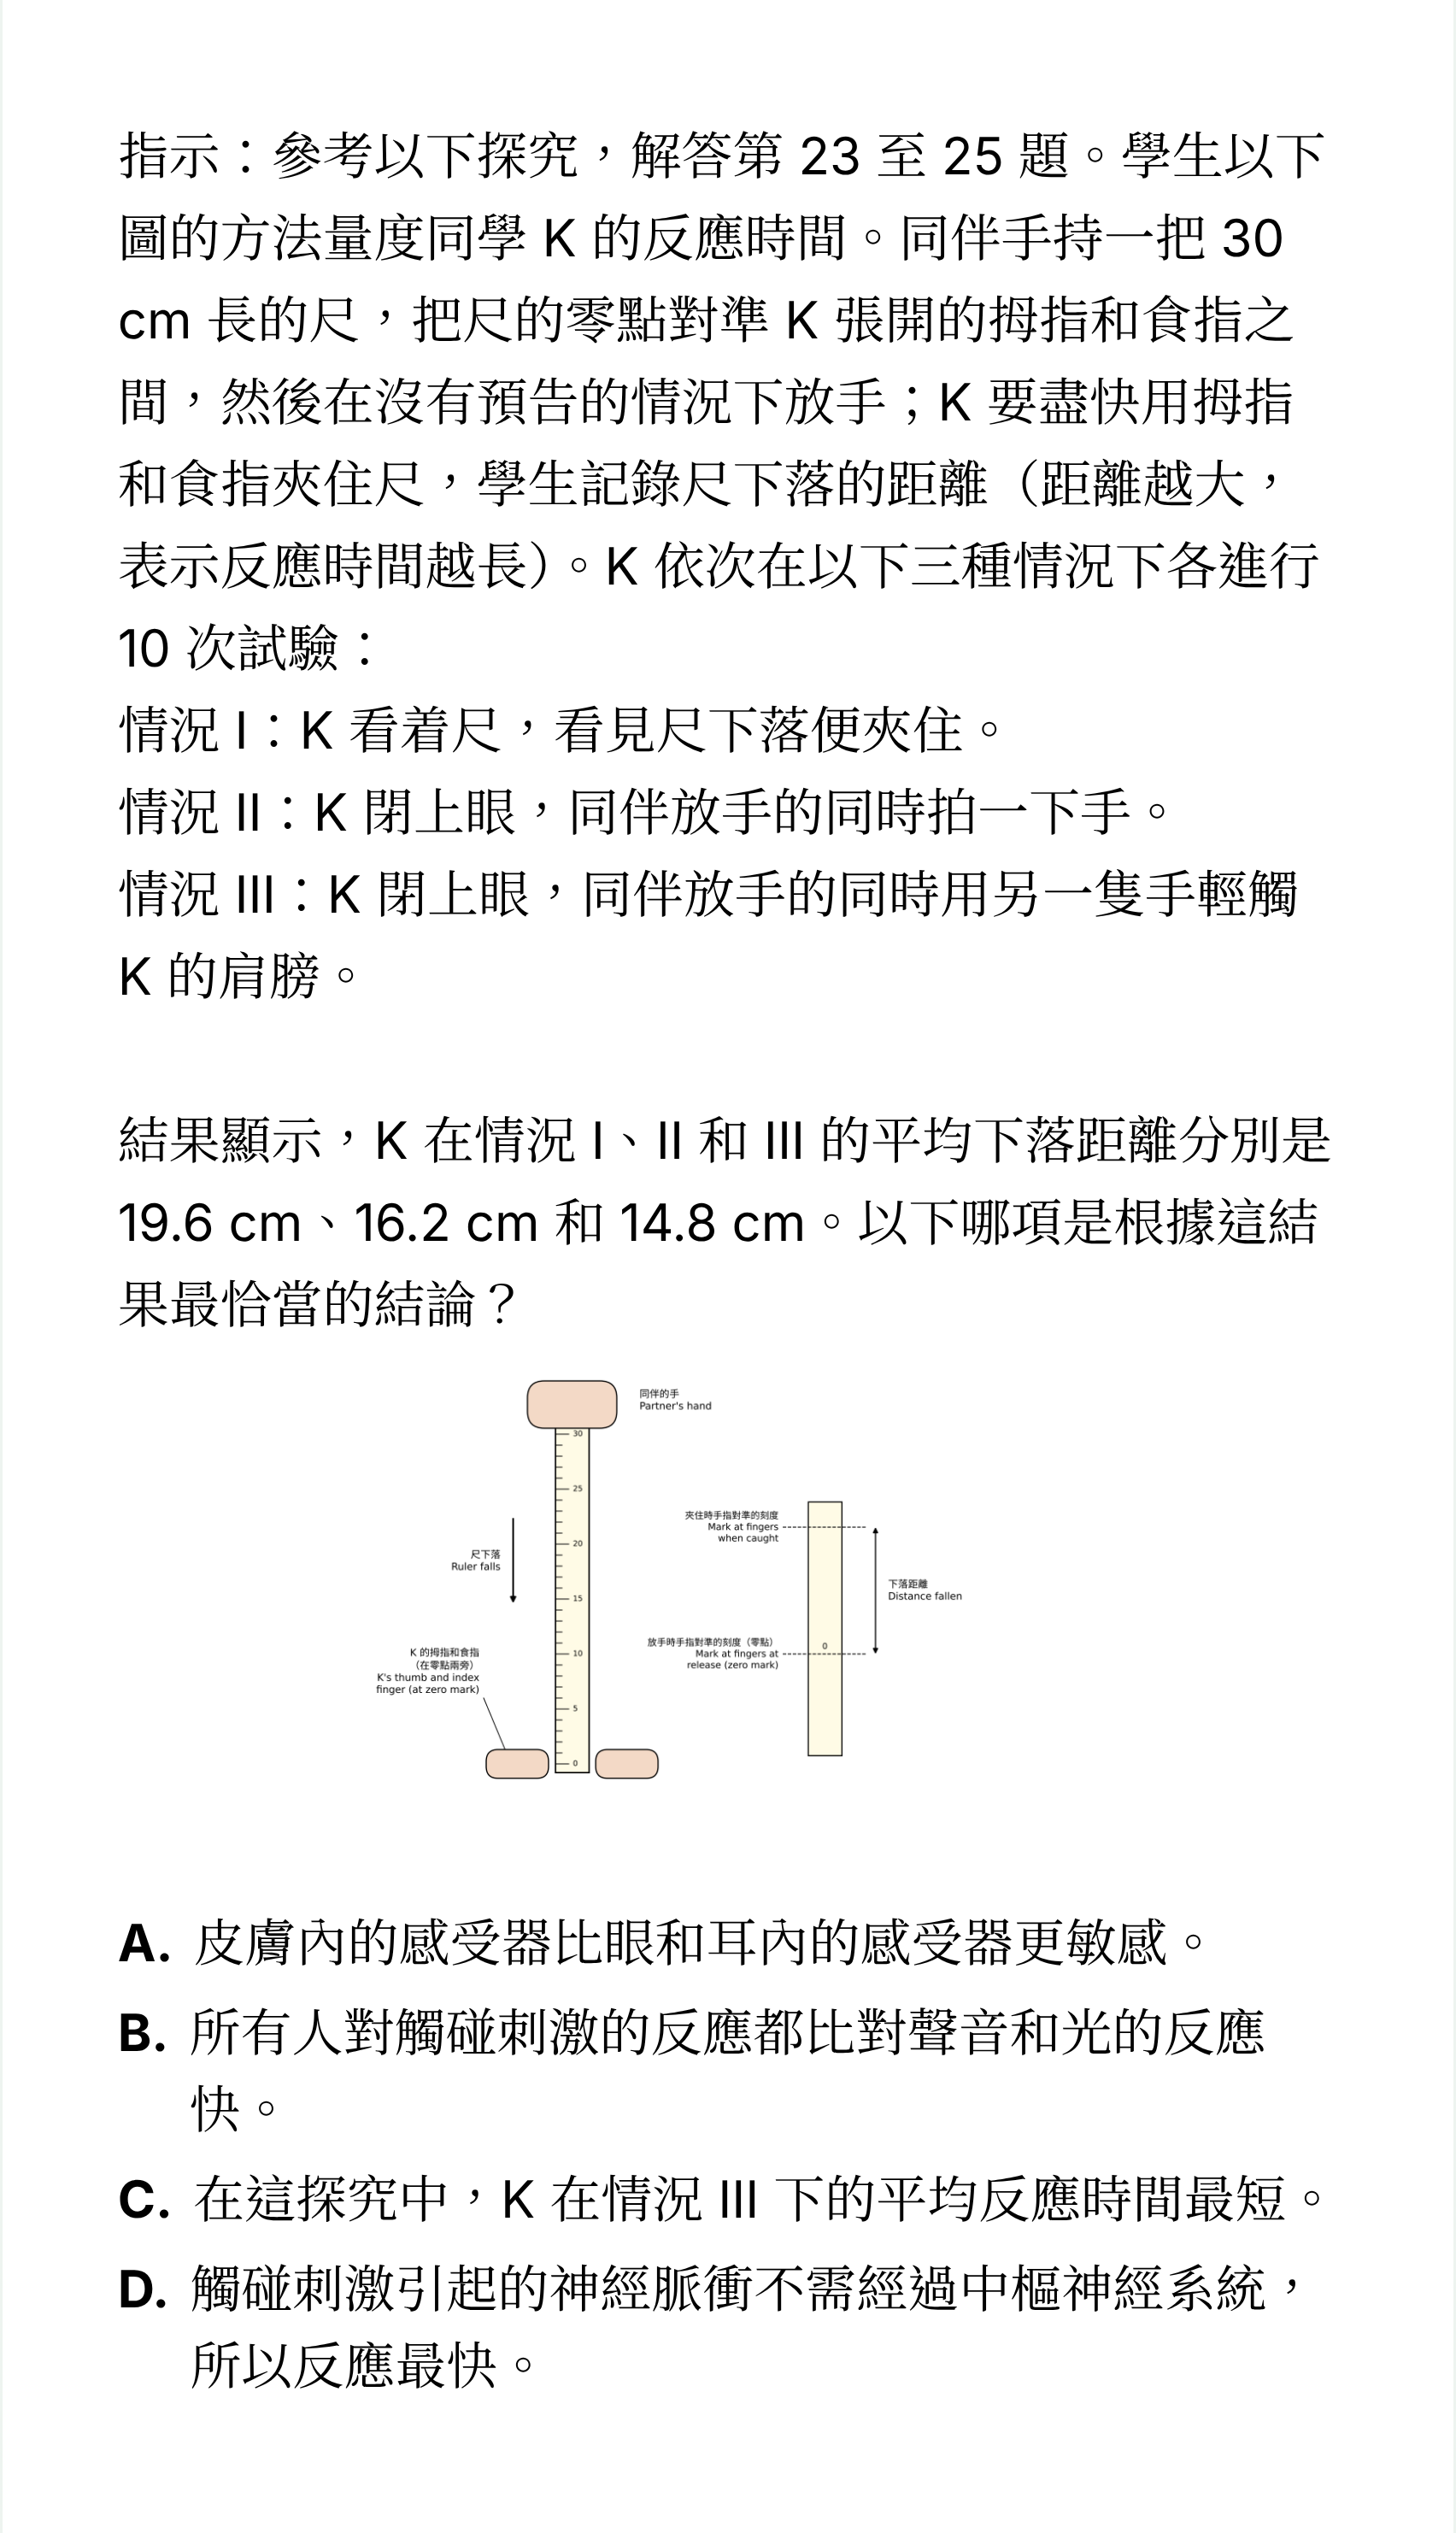 指示：參考以下探究，解答第 23 至 25 題。學生以下
圖的方法量度同學 K 的反應時間。同伴手持一把 30
cm 長的尺，把尺的零點對準 K 張開的拇指和食指之
間，然後在沒有預告的情況下放手；K 要盡快用拇指
和食指夾住尺，學生記錄尺下落的距離（距離越大，
表示反應時間越長）。K 依次在以下三種情況下各進行
10 次試驗：
情況 I：K 看着尺，看見尺下落便夾住。
情況 II：K 閉上眼，同伴放手的同時拍一下手。
情況 III：K 閉上眼，同伴放手的同時用另一隻手輕觸
K 的肩膀。
結果顯示，K 在情況 I、II 和 III 的平均下落距離分別是
19.6 cm、16.2 cm 和 14.8 cm。以下哪項是根據這結
果最恰當的結論？
同伴的手
Partner's hand
30
25
20
15
10
5
0
尺下落
Ruler falls
K 的拇指和食指
（在零點兩旁）
K's thumb and index
finger (at zero mark)
夾住時手指對準的刻度
Mark at fingers
when caught
下落距離
Distance fallen
放手時手指對準的刻度（零點）
Mark at fingers at
release (zero mark)
0
A. 皮膚內的感受器比眼和耳內的感受器更敏感。
B. 所有人對觸碰刺激的反應都比對聲音和光的反應
快。
C. 在這探究中，K 在情況 III 下的平均反應時間最短。
D. 觸碰刺激引起的神經脈衝不需經過中樞神經系統，
所以反應最快。